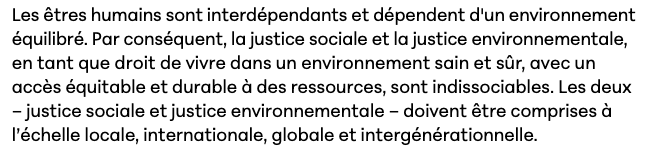 Les êtres humains sont interdépendants et dépendent d'un environnement
équilibré. Par conséquent, la justice sociale et la justice environnementale,
en tant que droit de vivre dans un environnement sain et sûr, avec un
accès équitable et durable à des ressources, sont indissociables. Les deux
– justice sociale et justice environnementale – doivent être comprises à
l’échelle locale, internationale, globale et intergénérationnelle.